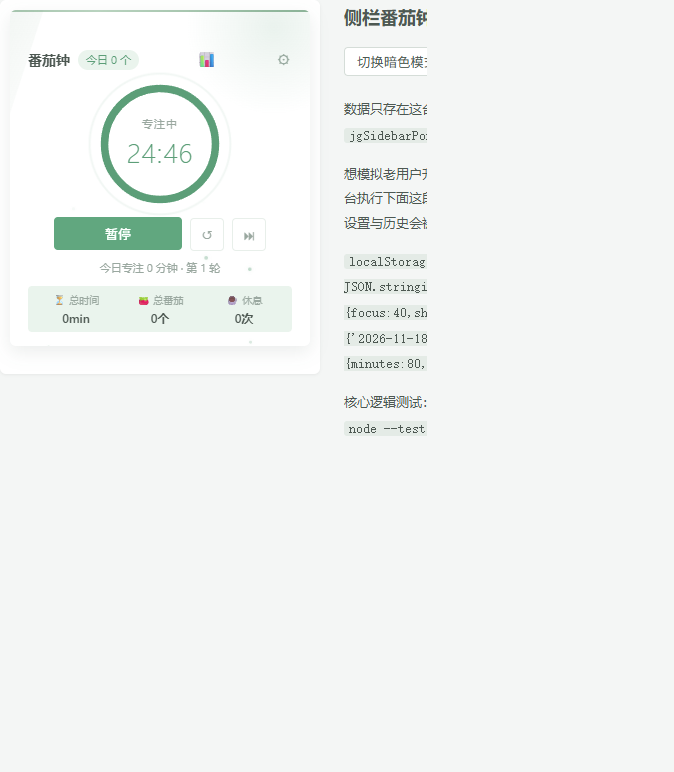 番茄钟 今日 0 个
专注中
24:46
暂停
今日专注 0 分钟 · 第 1 轮
总时间 总番茄 休息
0min 0个 0次
侧栏番茄钟
切换暗色模
数据只存在这台
jgSidebarPo
想模拟老用户升
台执行下面这段
设置与历史会被
localStorag
JSON.stringi
{focus:40,sh
{'2026-11-18
{minutes:80,
核心逻辑测试:
node --test